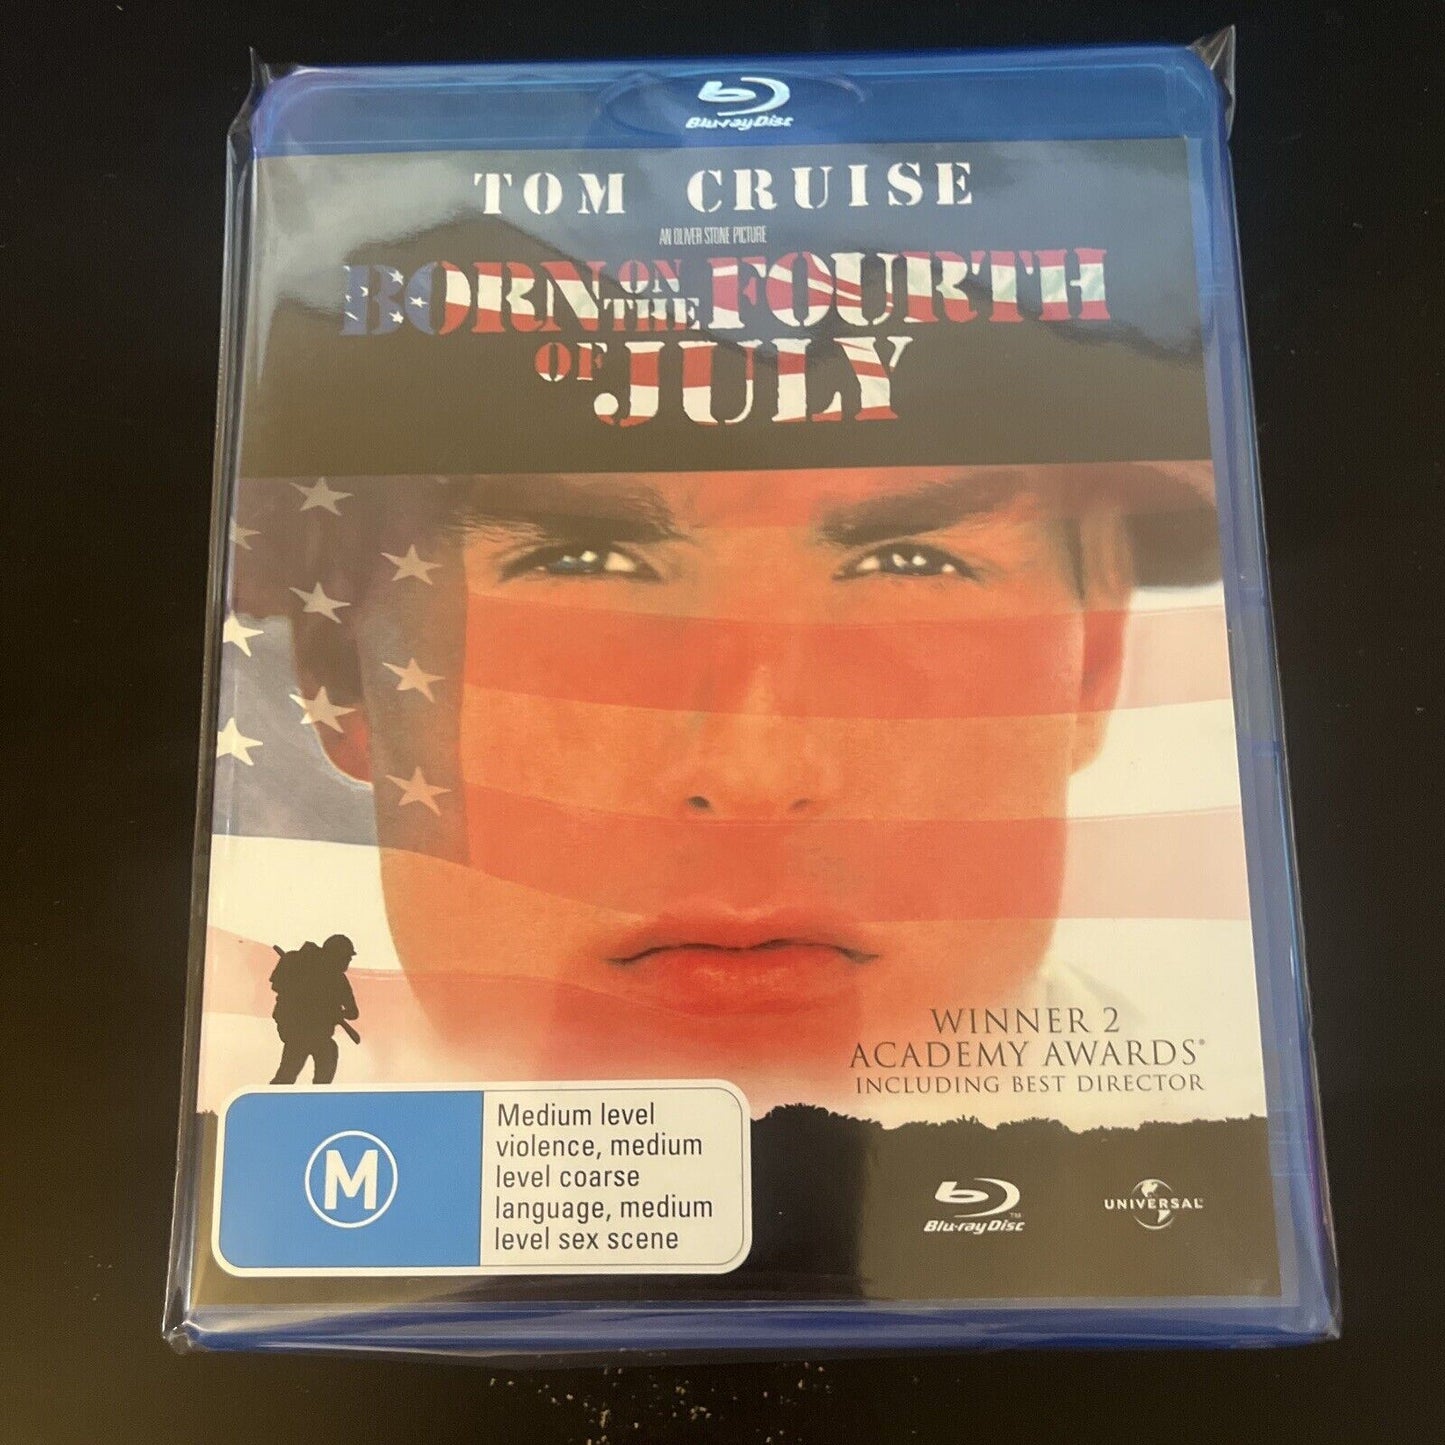 Blu-ray Disc
TOM CRUISE
AN OLIVER STONE PICTURE
BORN ON THE FOURTH
OF JULY
WINNER 2
ACADEMY AWARDS®
INCLUDING BEST DIRECTOR
M
Medium level
violence, medium
level coarse
language, medium
level sex scene
Blu-ray Disc™
UNIVERSAL